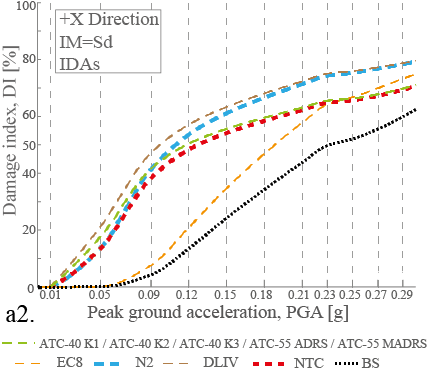 +X Direction
IM=Sd
IDAs
Damage index, DI [%]
80
60
40
20
0
0 0.01 0.05 0.09 0.12 0.15 0.18 0.21 0.23 0.25 0.27 0.29
Peak ground acceleration, PGA [g]
a2.
ATC-40 K1 / ATC-40 K2 / ATC-40 K3 / ATC-55 ADRS / ATC-55 MADRS
EC8 N2 DLIV NTC BS